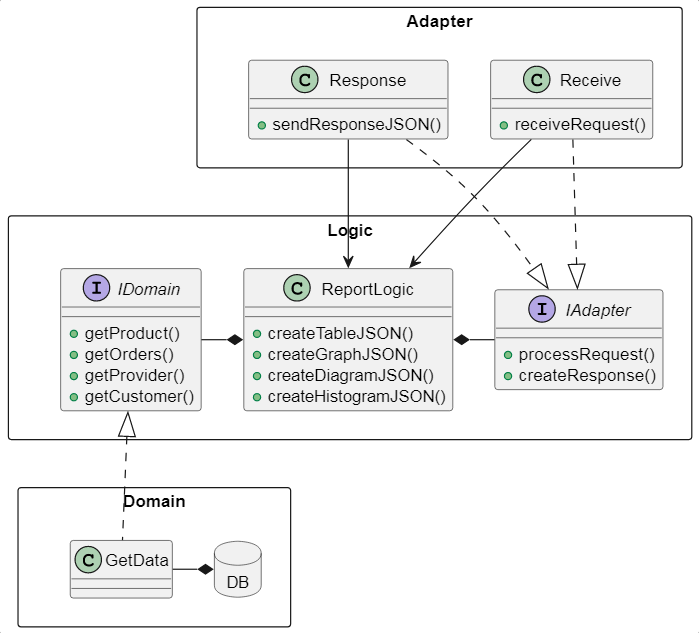 Adapter
C Response
sendResponseJSON()
C Receive
receiveRequest()
Logic
I IDomain
getProduct()
getOrders()
getProvider()
getCustomer()
C ReportLogic
createTableJSON()
createGraphJSON()
createDiagramJSON()
createHistogramJSON()
I IAdapter
processRequest()
createResponse()
Domain
C GetData
DB